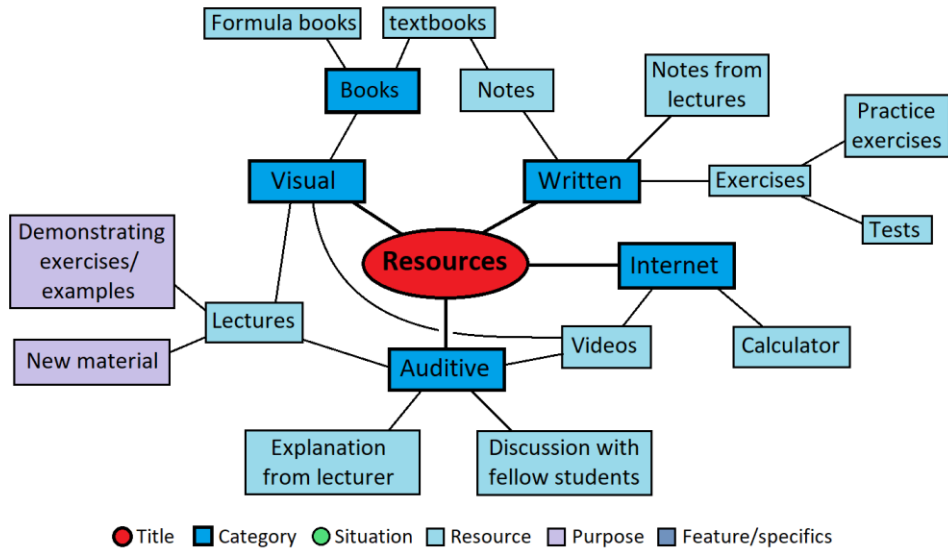 Formula books
textbooks
Books
Notes
Notes from
lectures
Practice
exercises
Visual
Written
Exercises
Tests
Demonstrating
exercises/
examples
Resources
Internet
Lectures
New material
Videos
Calculator
Auditive
Explanation
from lecturer
Discussion with
fellow students
Title
Category
Situation
Resource
Purpose
Feature/specifics